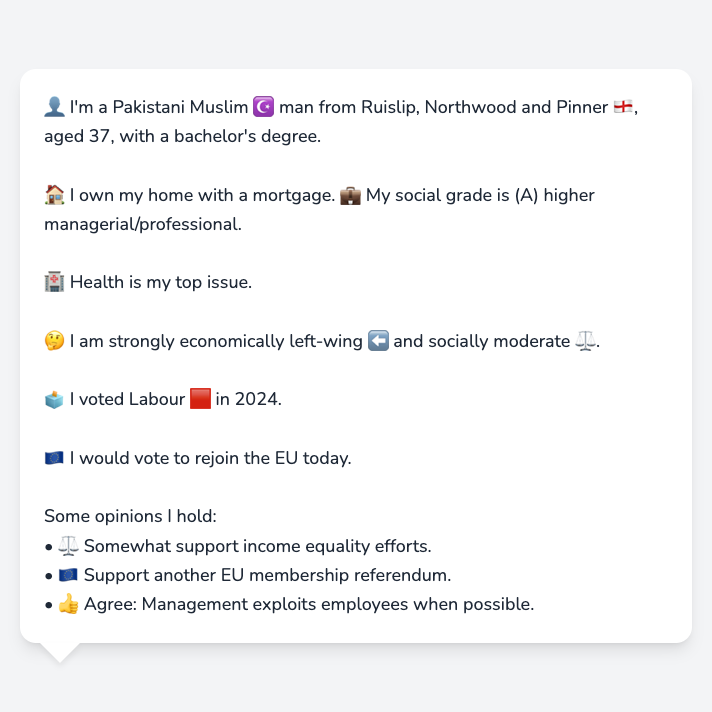 👤 I'm a Pakistani Muslim ☪️ man from Ruislip, Northwood and Pinner 🏴󠁧󠁢󠁥󠁮󠁧󠁿,
aged 37, with a bachelor's degree.
🏠 I own my home with a mortgage. 💼 My social grade is (A) higher
managerial/professional.
🏥 Health is my top issue.
🤔 I am strongly economically left-wing ⬅️ and socially moderate ⚖️.
🗳️ I voted Labour 🟥 in 2024.
🇪🇺 I would vote to rejoin the EU today.
Some opinions I hold:
• ⚖️ Somewhat support income equality efforts.
• 🇪🇺 Support another EU membership referendum.
• 👍 Agree: Management exploits employees when possible.